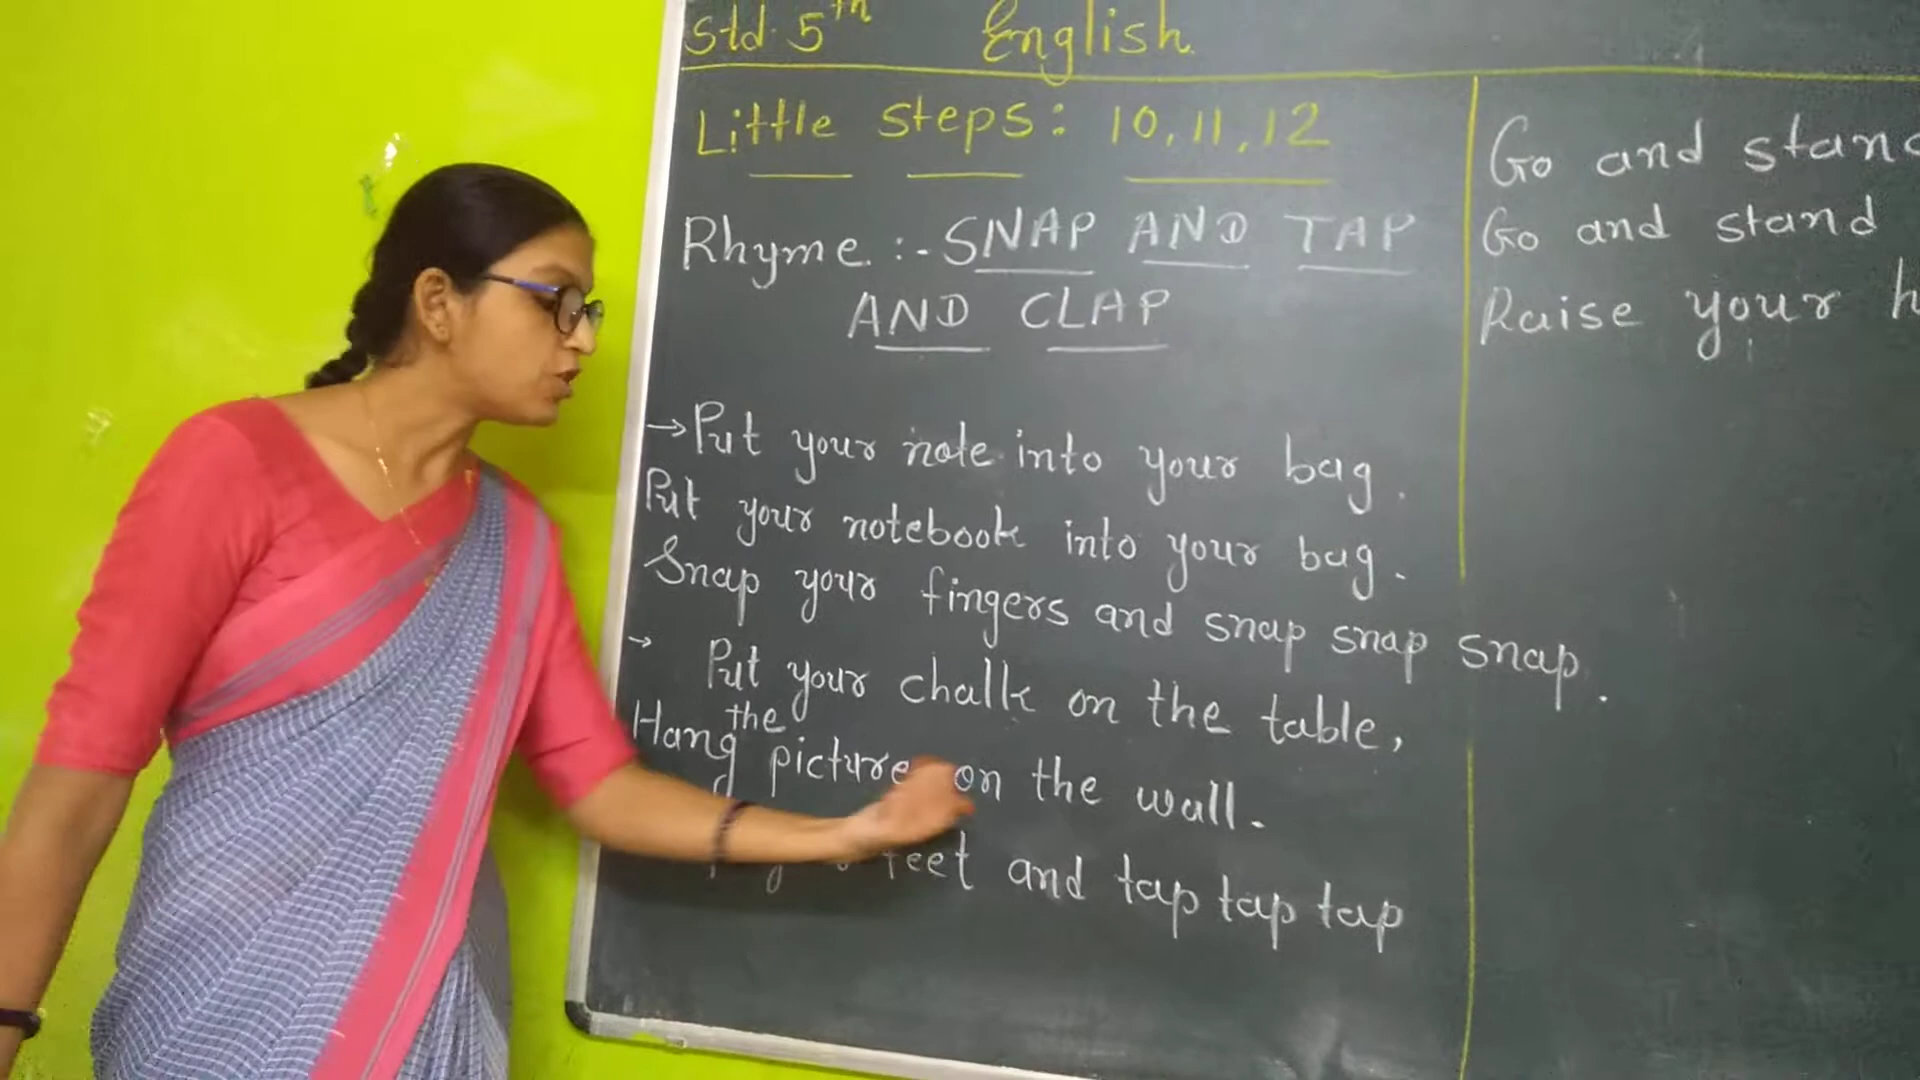 Std. 5th English
Little steps: 10, 11, 12
Rhyme :- SNAP AND TAP
AND CLAP
→ Put your note into your bag.
Put your notebook into your bag.
Snap your fingers and snap snap snap.
→ Put your chalk on the table,
Hang the picture on the wall.
feet and tap tap tap
Go and stand
Go and stand
Raise your